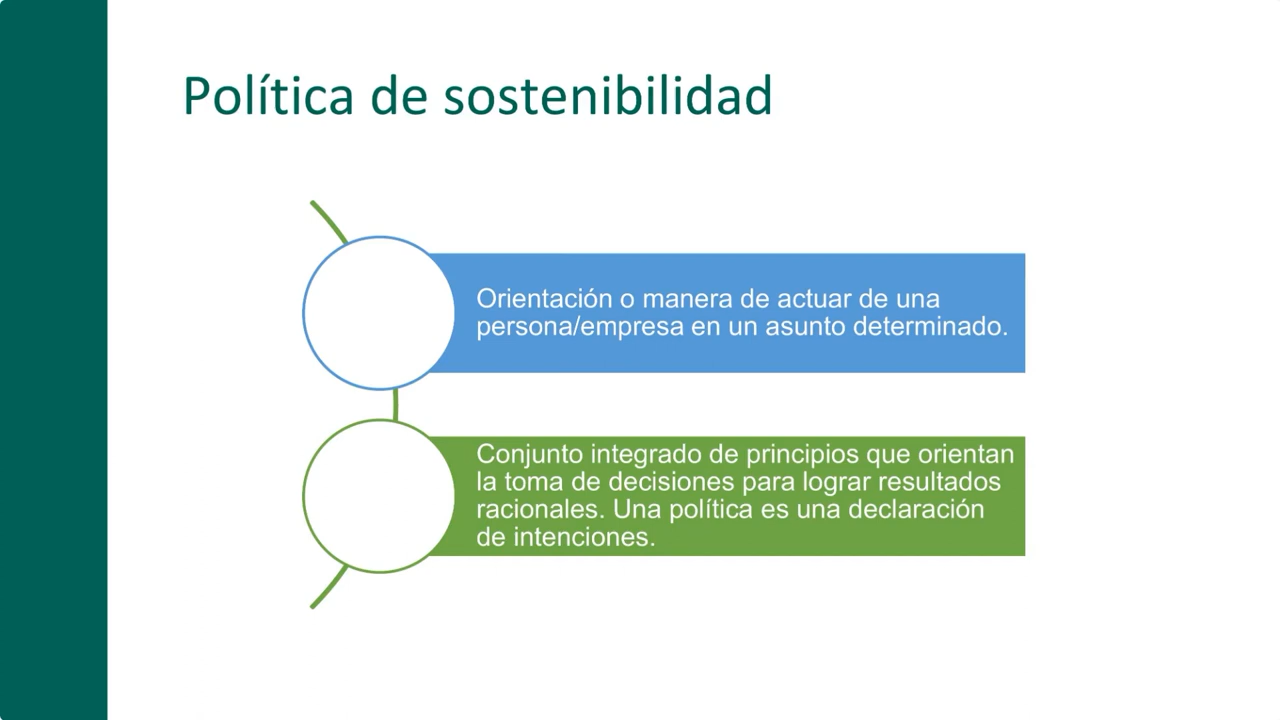 Política de sostenibilidad
Orientación o manera de actuar de una
persona/empresa en un asunto determinado.
Conjunto integrado de principios que orientan
la toma de decisiones para lograr resultados
racionales. Una política es una declaración
de intenciones.